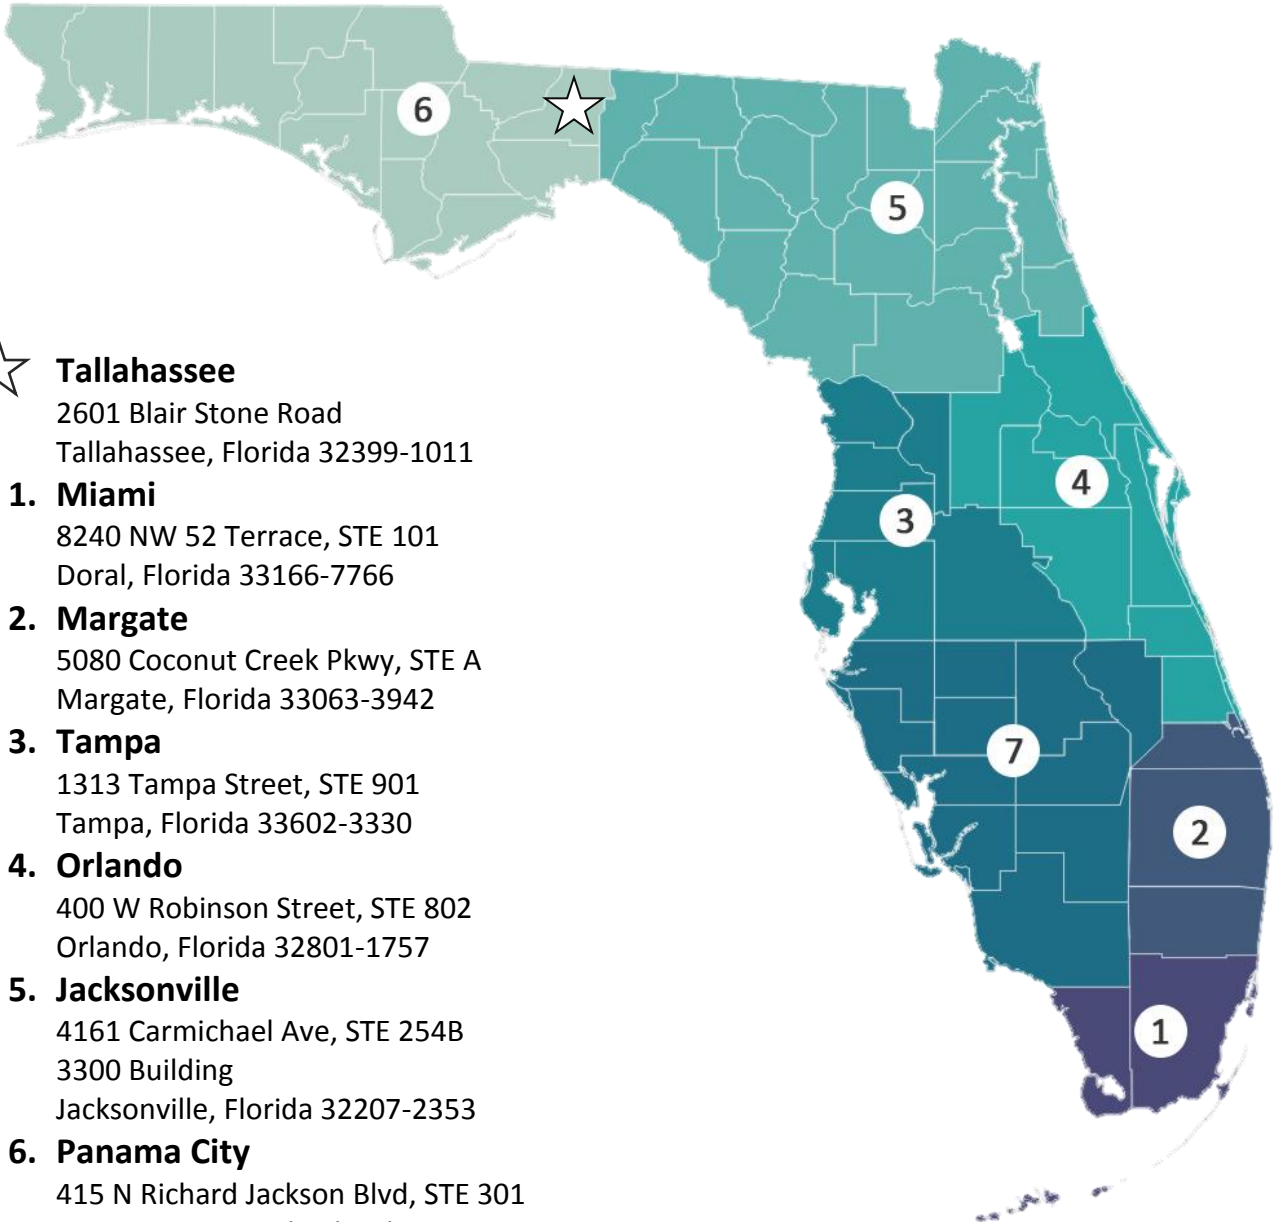 6
5
4
3
7
2
1
Tallahassee
2601 Blair Stone Road
Tallahassee, Florida 32399-1011
1. Miami
8240 NW 52 Terrace, STE 101
Doral, Florida 33166-7766
2. Margate
5080 Coconut Creek Pkwy, STE A
Margate, Florida 33063-3942
3. Tampa
1313 Tampa Street, STE 901
Tampa, Florida 33602-3330
4. Orlando
400 W Robinson Street, STE 802
Orlando, Florida 32801-1757
5. Jacksonville
4161 Carmichael Ave, STE 254B
3300 Building
Jacksonville, Florida 32207-2353
6. Panama City
415 N Richard Jackson Blvd, STE 301